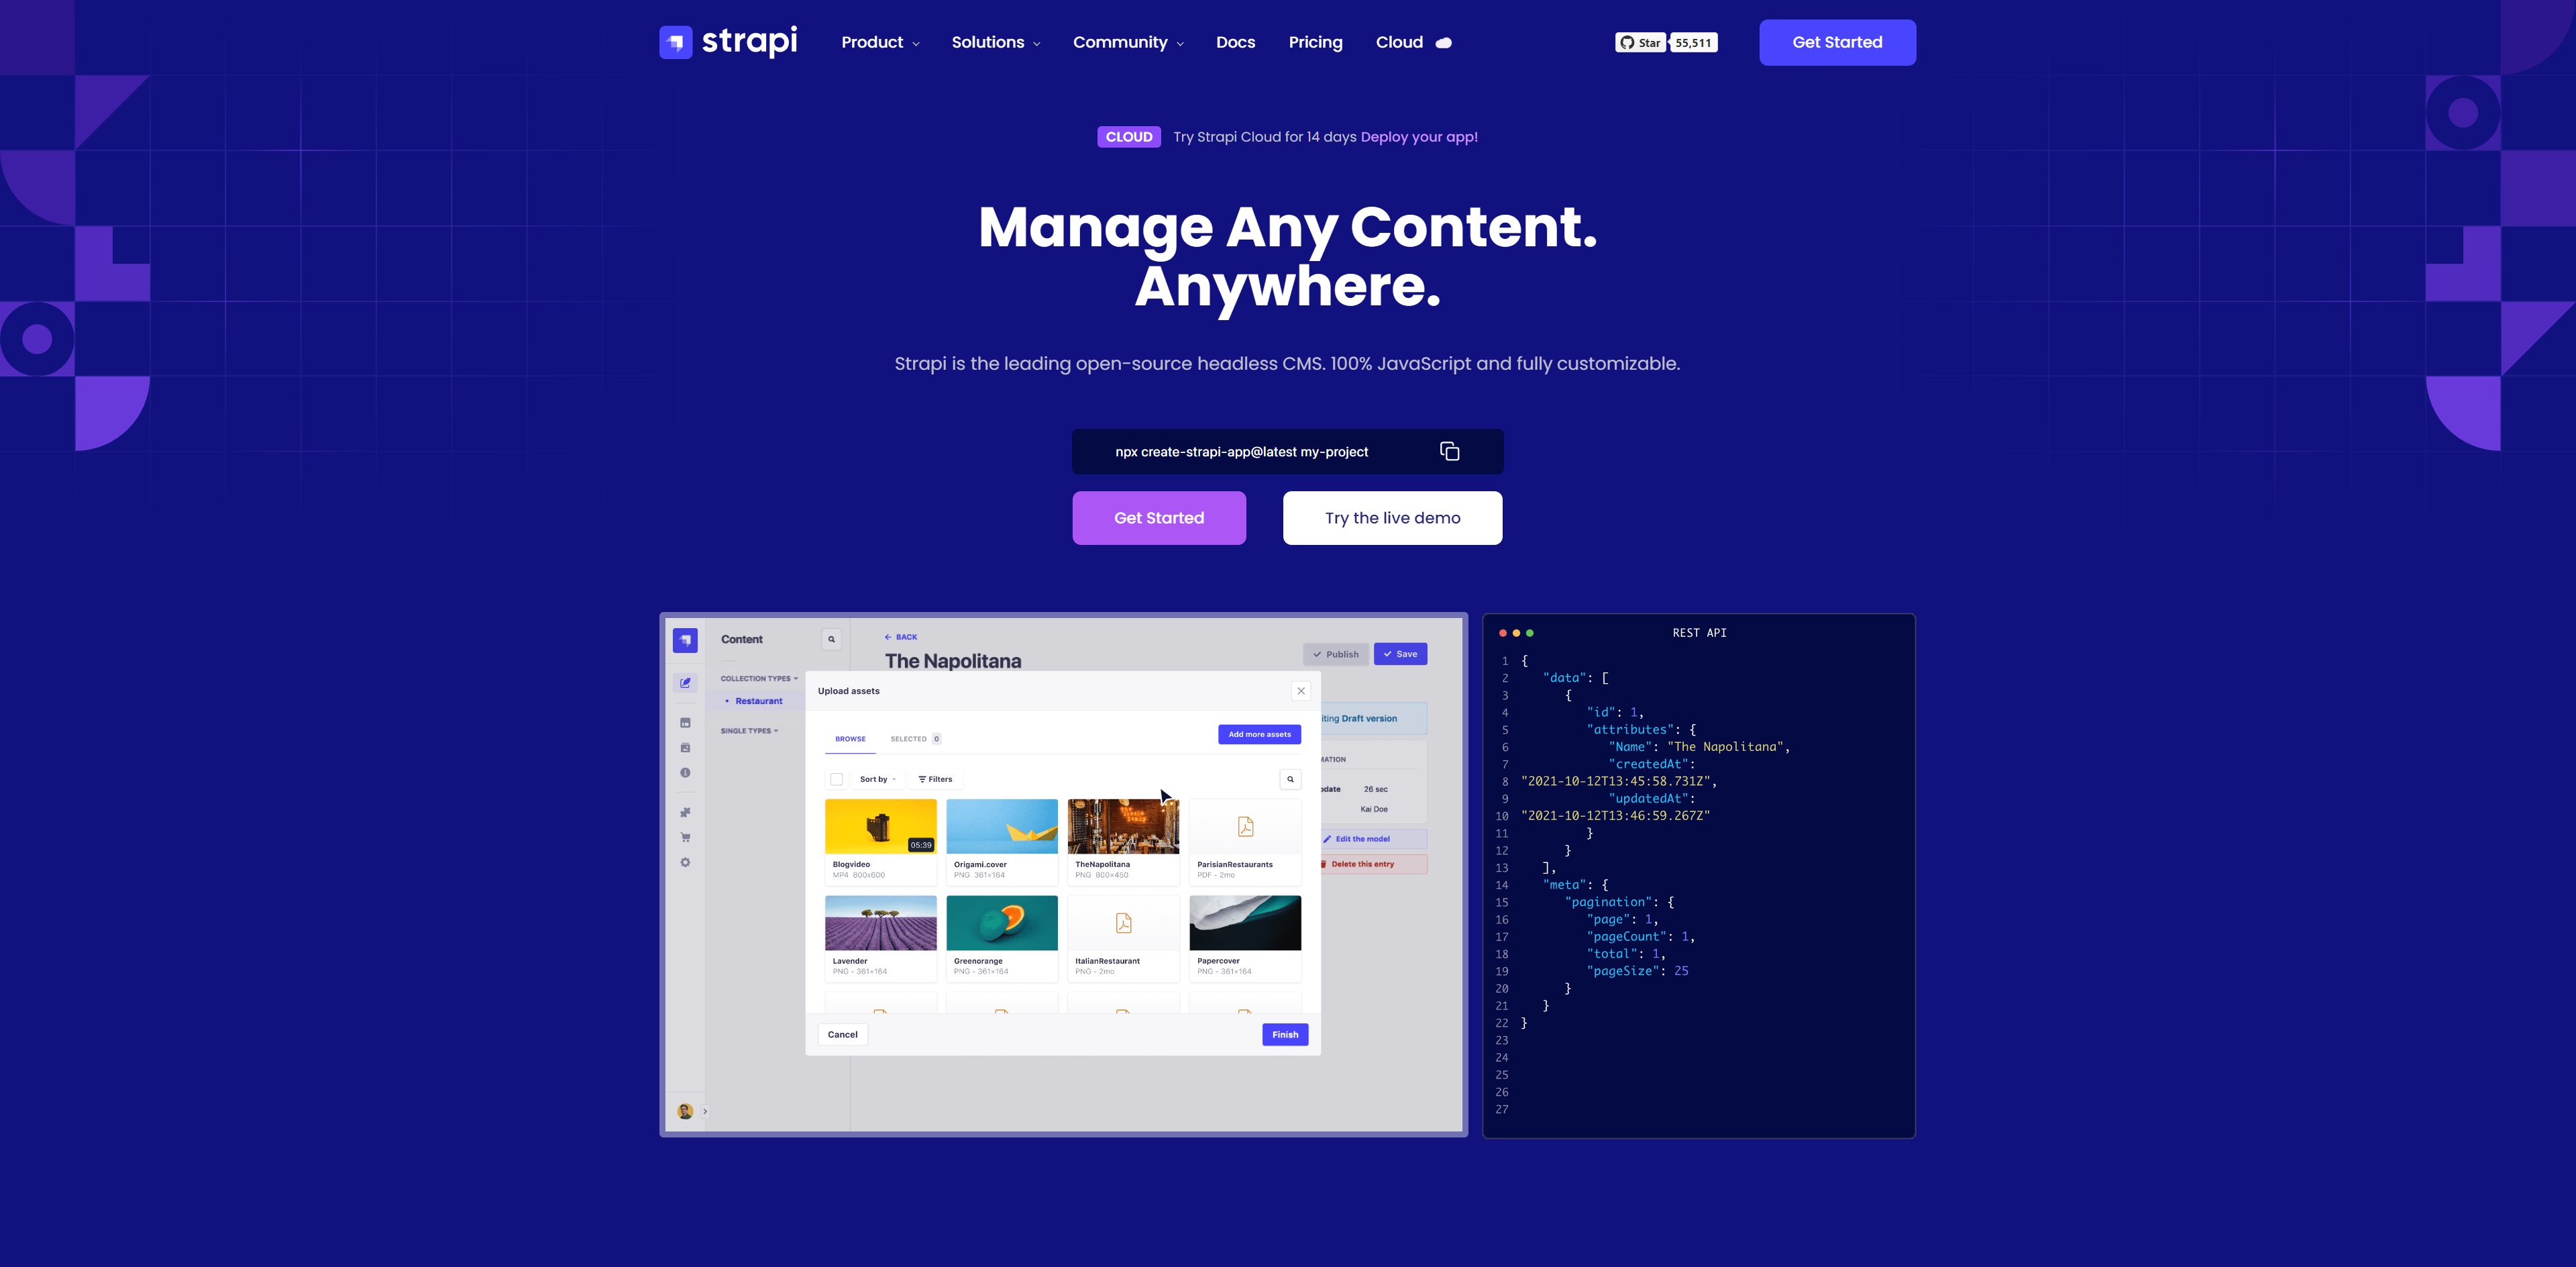 strapi
Product
Solutions
Community
Docs
Pricing
Cloud
Star
55,511
Get Started
CLOUD Try Strapi Cloud for 14 days Deploy your app!
Manage Any Content.
Anywhere.
Strapi is the leading open-source headless CMS. 100% JavaScript and fully customizable.
npx create-strapi-app@latest my-project
Get Started
Try the live demo
Content
COLLECTION TYPES
Restaurant
SINGLE TYPES
BACK
The Napolitana
Publish
Save
Upload assets
BROWSE
SELECTED 0
Add more assets
Sort by
Filters
05:39
Blogvideo
MP4 800x600
Origami.cover
PNG 361×164
TheNapolitana
PNG 800×450
ParisianRestaurants
PDF - 2mo
Lavender
PNG - 361×164
Greenorange
PNG - 361×164
ItalianRestaurant
PNG - 2mo
Papercover
PNG - 361×164
Cancel
Finish
Draft version
26 sec
Kai Doe
Edit the model
Delete this entry
REST API
1 {
2 "data": [
3 {
4 "id": 1,
5 "attributes": {
6 "Name": "The Napolitana",
7 "createdAt":
8 "2021-10-12T13:45:58.731Z",
9 "updatedAt":
10 "2021-10-12T13:46:59.267Z"
11 }
12 }
13 ],
14 "meta": {
15 "pagination": {
16 "page": 1,
17 "pageCount": 1,
18 "total": 1,
19 "pageSize": 25
20 }
21 }
22 }
23
24
25
26
27